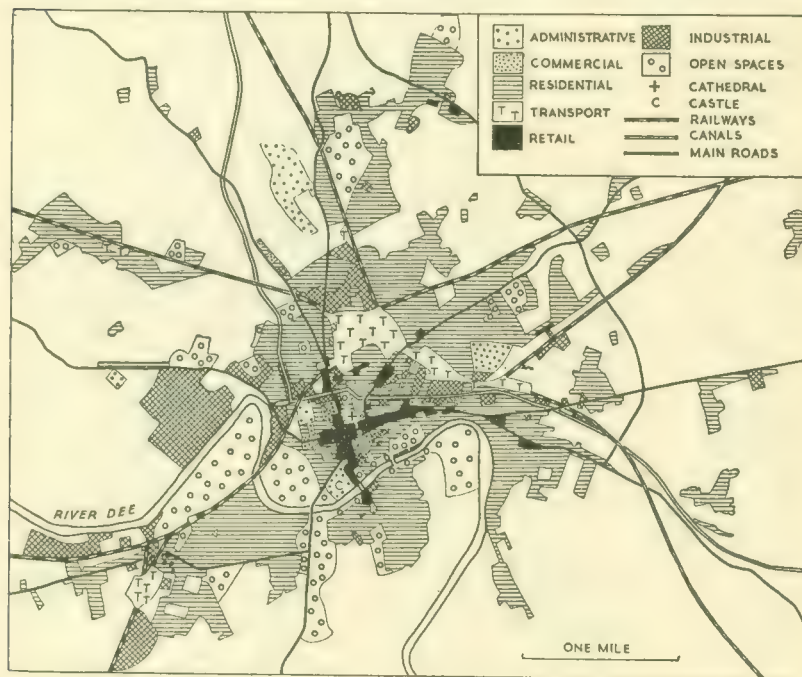 ADMINISTRATIVE
COMMERCIAL
RESIDENTIAL
T T TRANSPORT
RETAIL
INDUSTRIAL
OPEN SPACES
+ CATHEDRAL
C CASTLE
RAILWAYS
CANALS
MAIN ROADS
RIVER DEE
ONE MILE